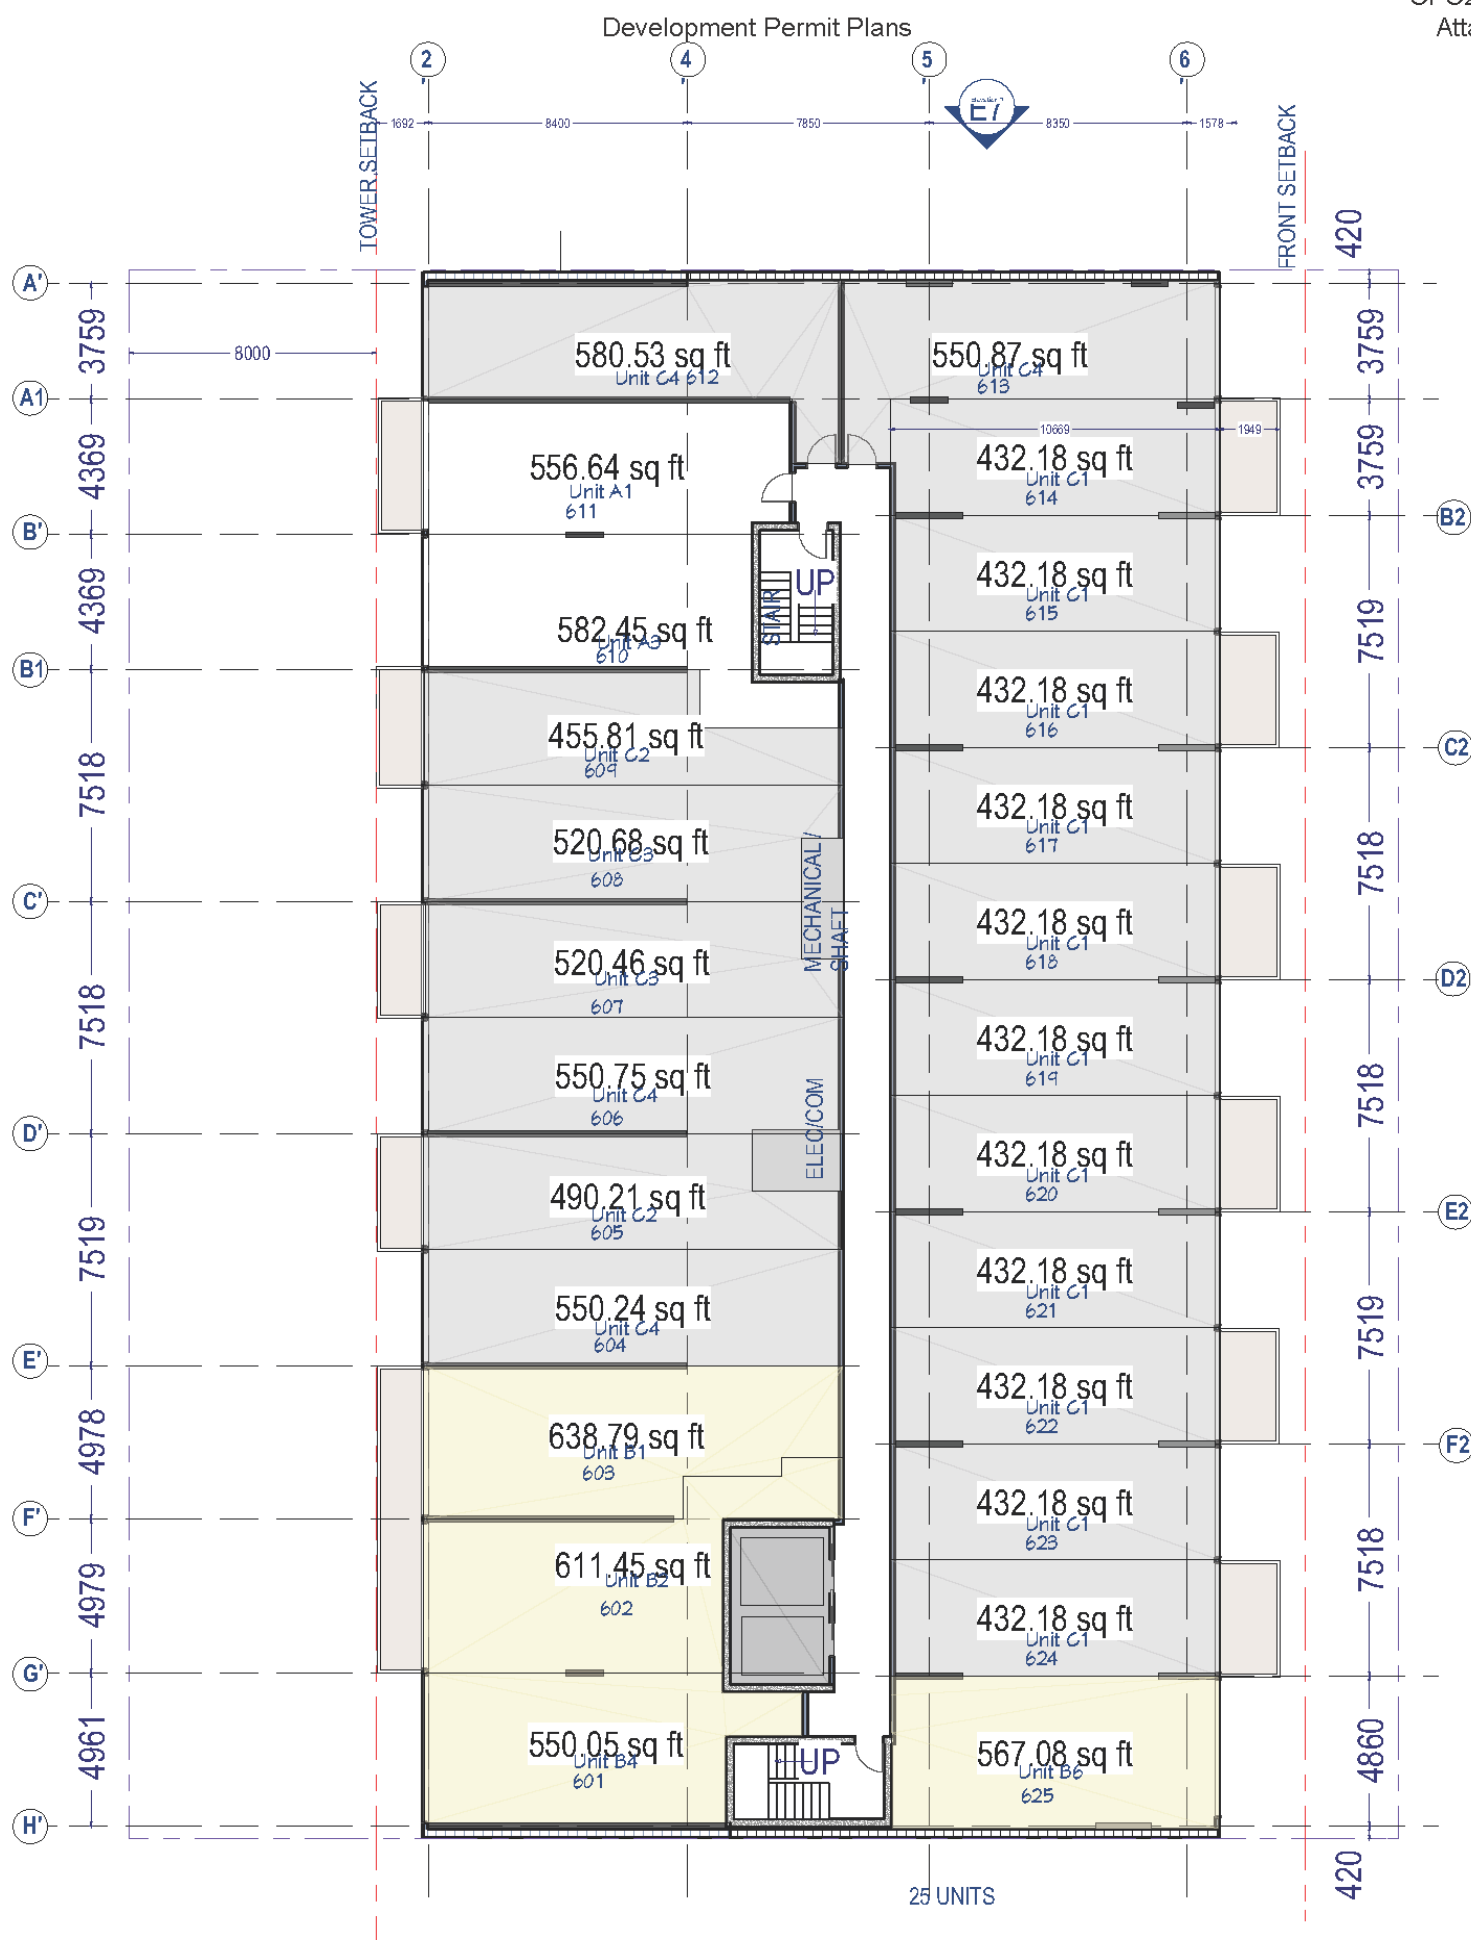 Development Permit Plans
2
4
5
6
E7
1692
8400
7850
8350
1578
TOWER SETBACK
FRONT SETBACK
420
A'
3759
8000
580.53 sq ft
Unit C4 612
550.87 sq ft
Unit C4
613
3759
A1
10669
1949
4369
556.64 sq ft
Unit A1
611
432.18 sq ft
Unit C1
614
3759
B'
B2
4369
UP
STAIR
582.45 sq ft
Unit A3
610
432.18 sq ft
Unit C1
615
7519
B1
455.81 sq ft
Unit C2
609
432.18 sq ft
Unit C1
616
C2
7518
520.68 sq ft
Unit C3
608
MECHANICAL /
SHAFT
432.18 sq ft
Unit C1
617
7518
C'
520.46 sq ft
Unit C3
607
432.18 sq ft
Unit C1
618
D2
7518
550.75 sq ft
Unit C4
606
ELEC/COM
432.18 sq ft
Unit C1
619
7518
D'
490.21 sq ft
Unit C2
605
432.18 sq ft
Unit C1
620
E2
7519
550.24 sq ft
Unit C4
604
432.18 sq ft
Unit C1
621
7519
E'
638.79 sq ft
Unit B1
603
432.18 sq ft
Unit C1
622
F2
4978
F'
432.18 sq ft
Unit C1
623
7518
4979
611.45 sq ft
Unit B2
602
432.18 sq ft
Unit C1
624
G'
4961
550.05 sq ft
Unit B4
601
UP
567.08 sq ft
Unit B6
625
4860
H'
420
25 UNITS